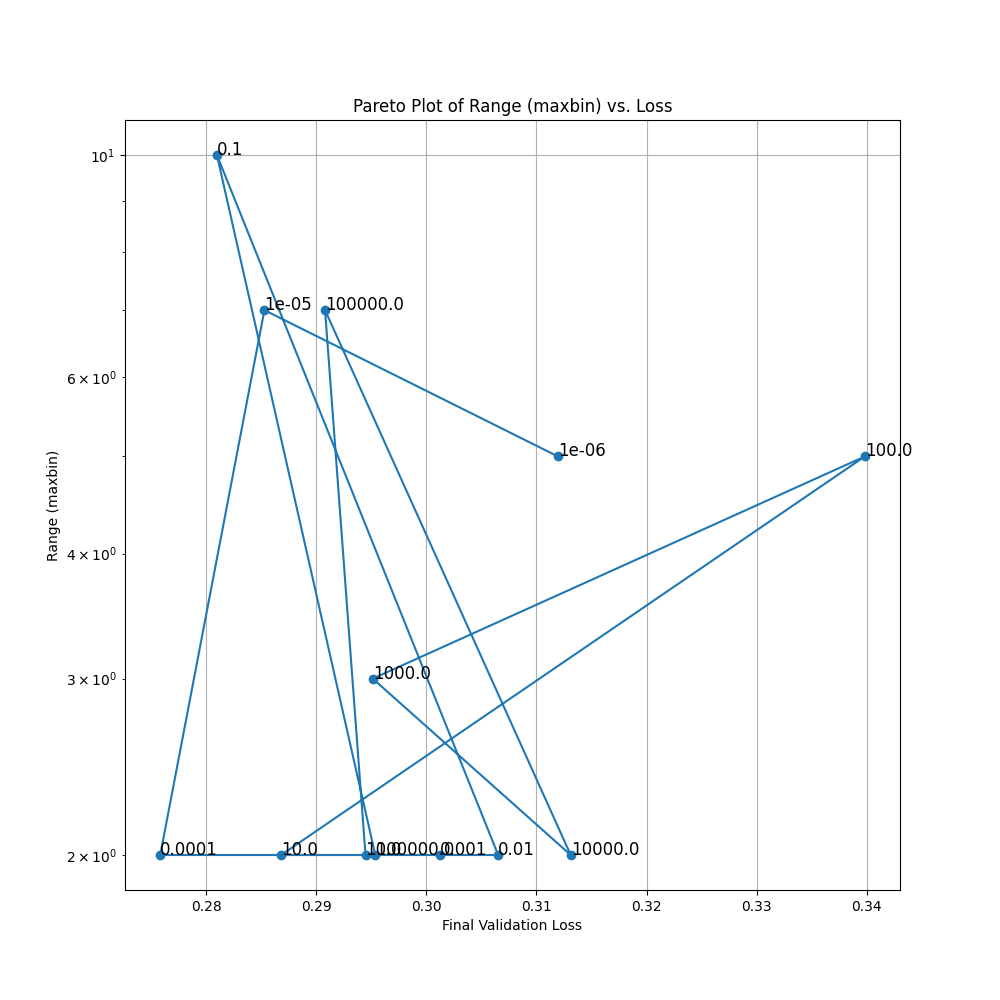 Pareto Plot of Range (maxbin) vs. Loss
10¹
6 × 10⁰
4 × 10⁰
3 × 10⁰
2 × 10⁰
Range (maxbin)
0.1
1e-05
100000.0
1e-06
100.0
1000.0
0.0001
10.0
0.001
0.01
10000.0
0.28
0.29
0.30
0.31
0.32
0.33
0.34
Final Validation Loss